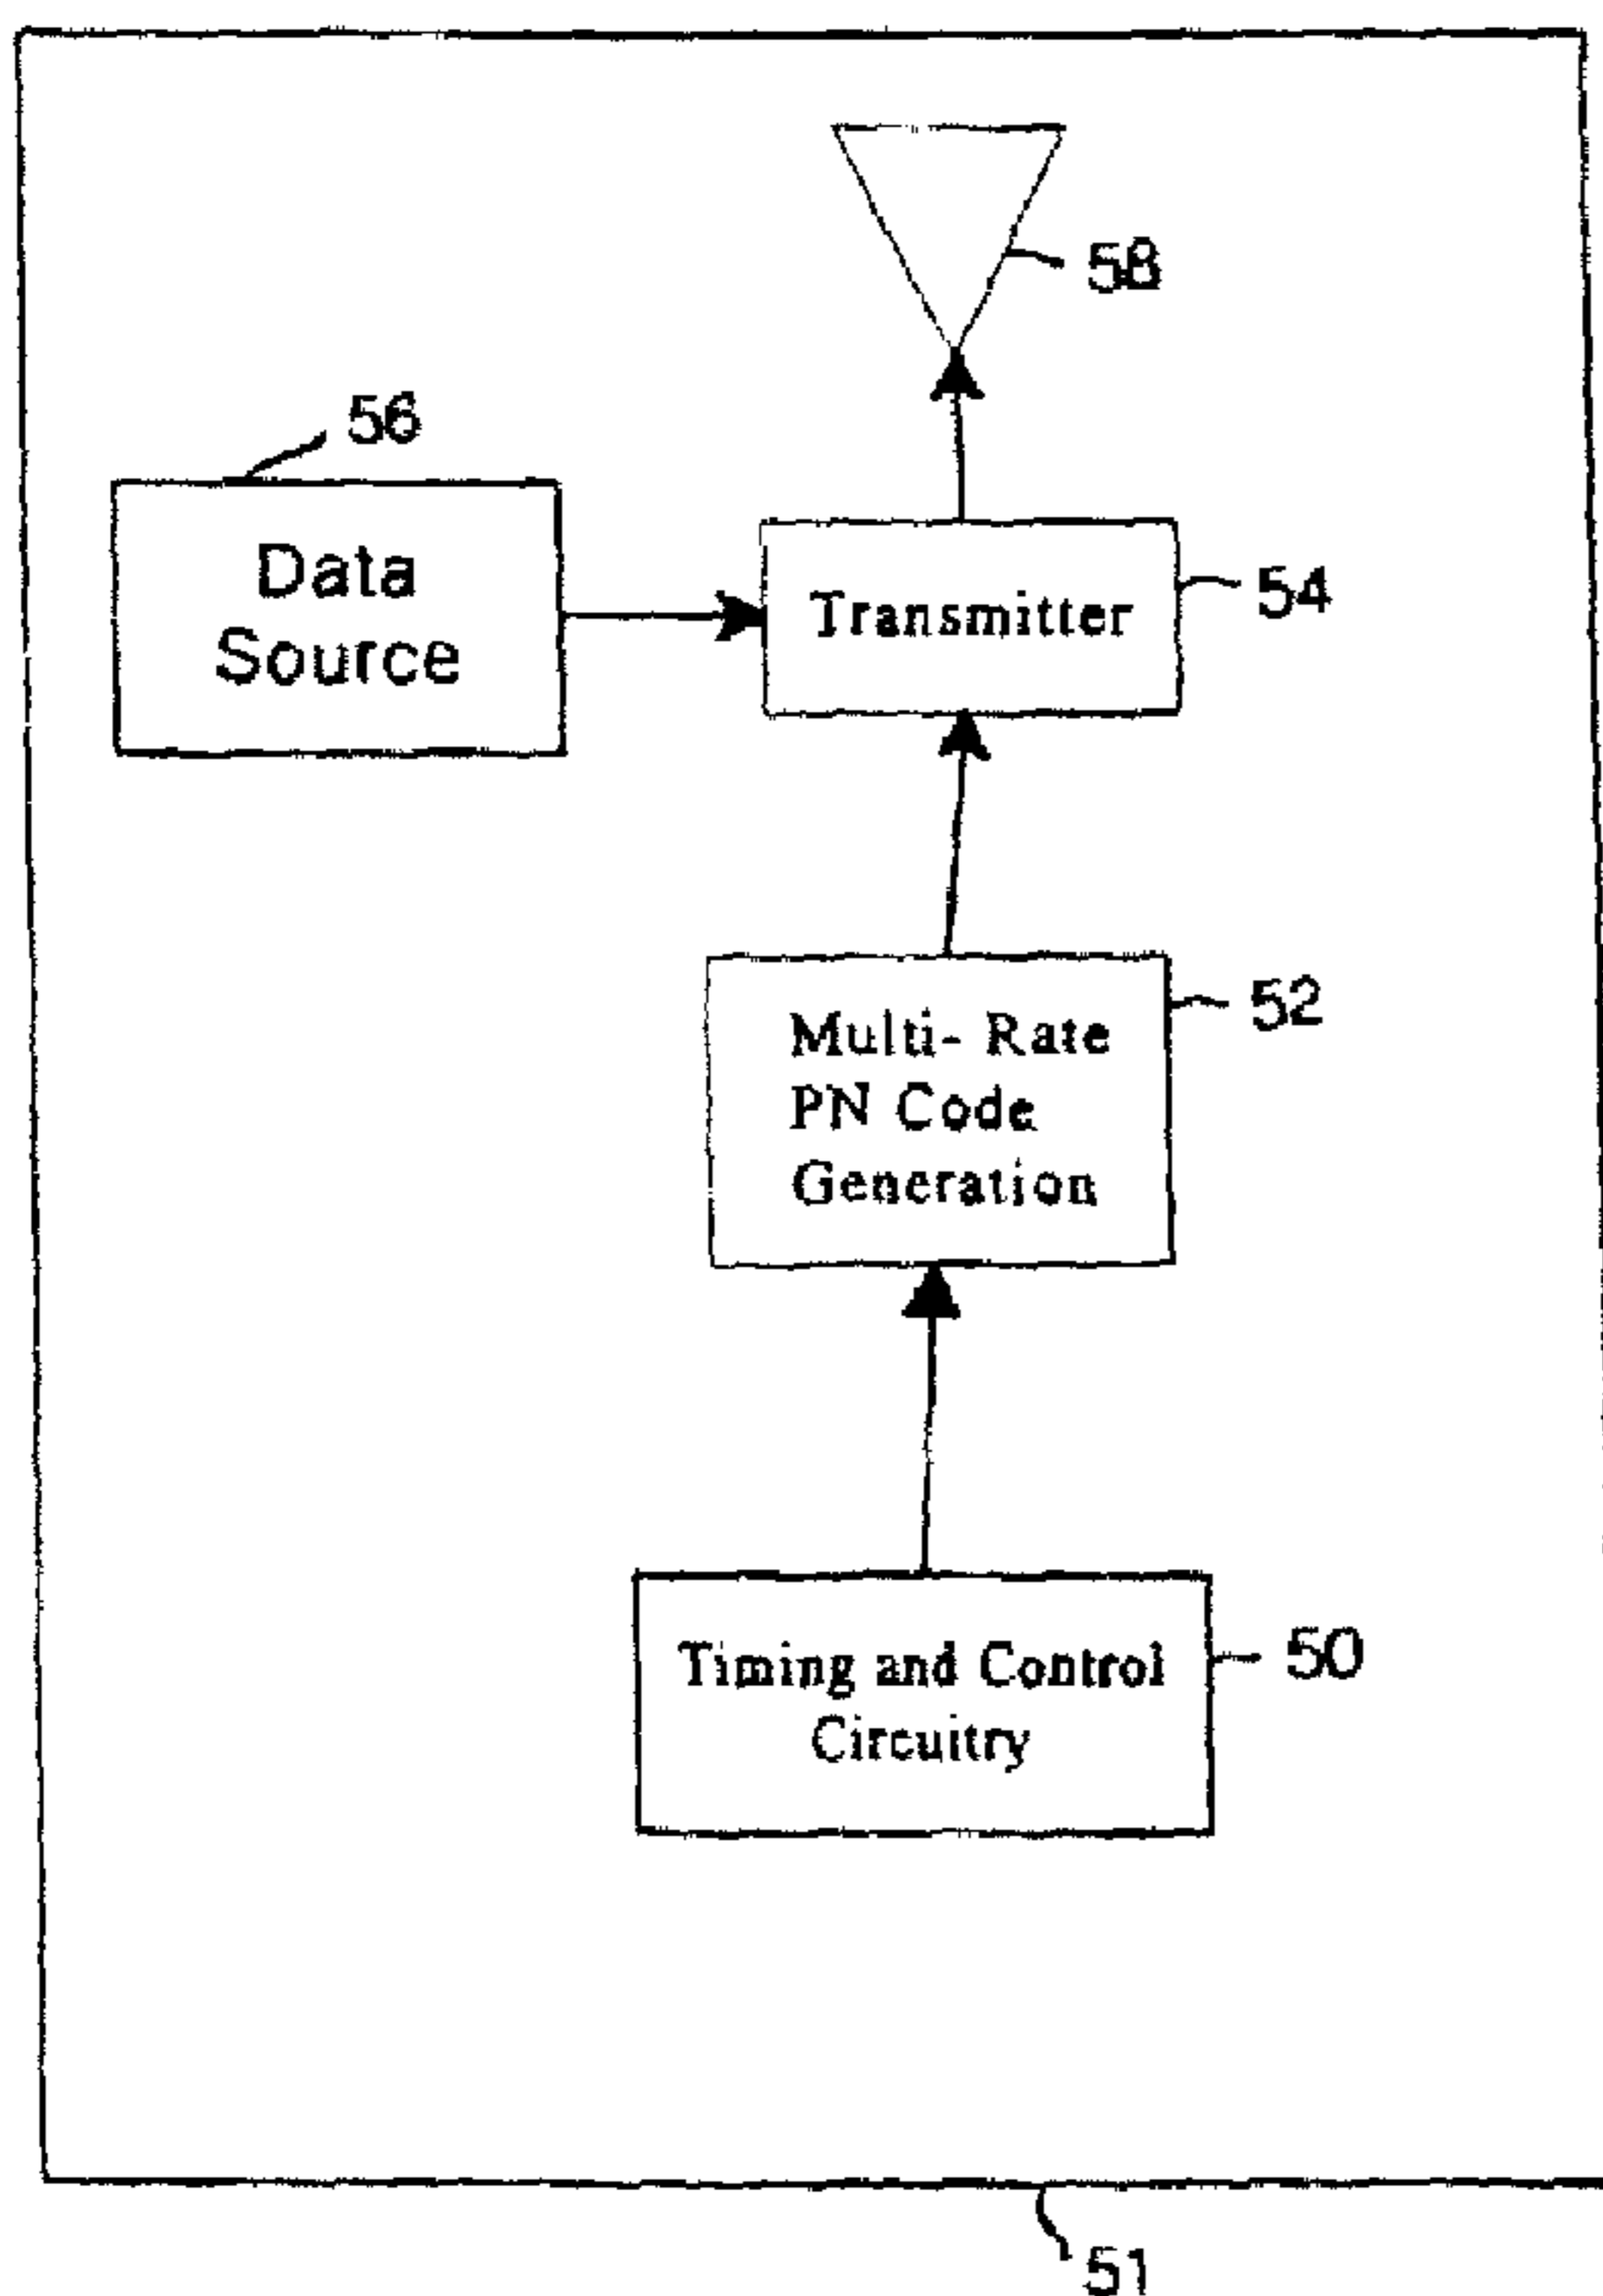 58
56
Data
Source
Transmitter
54
Multi- Rate
PN Code
Generation
52
Timing and Control
Circuitry
50
51